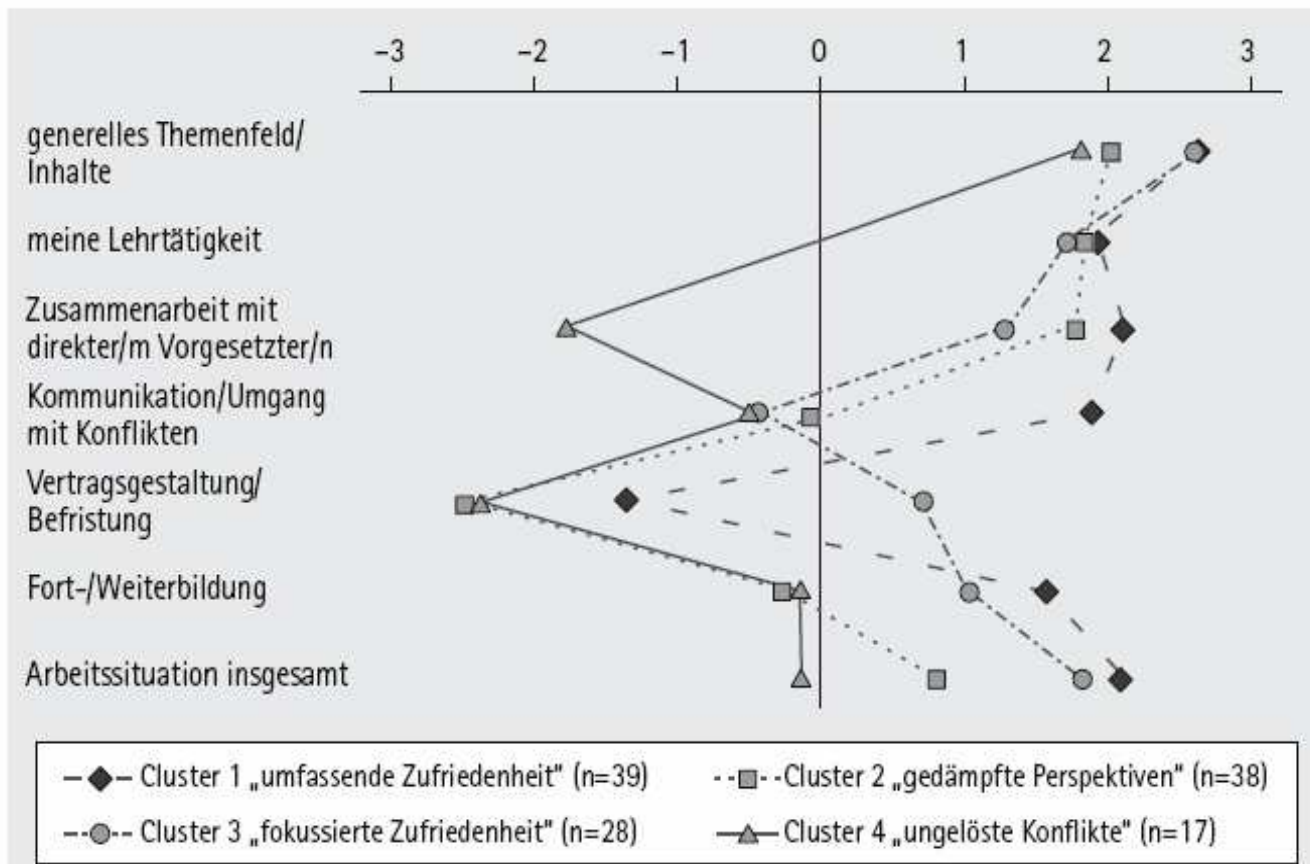 –3 –2 –1 0 1 2 3
generelles Themenfeld/
Inhalte
meine Lehrtätigkeit
Zusammenarbeit mit
direkter/m Vorgesetzter/n
Kommunikation/Umgang
mit Konflikten
Vertragsgestaltung/
Befristung
Fort-/Weiterbildung
Arbeitssituation insgesamt
Cluster 1 „umfassende Zufriedenheit" (n=39) Cluster 2 „gedämpfte Perspektiven" (n=38)
Cluster 3 „fokussierte Zufriedenheit" (n=28) Cluster 4 „ungelöste Konflikte" (n=17)